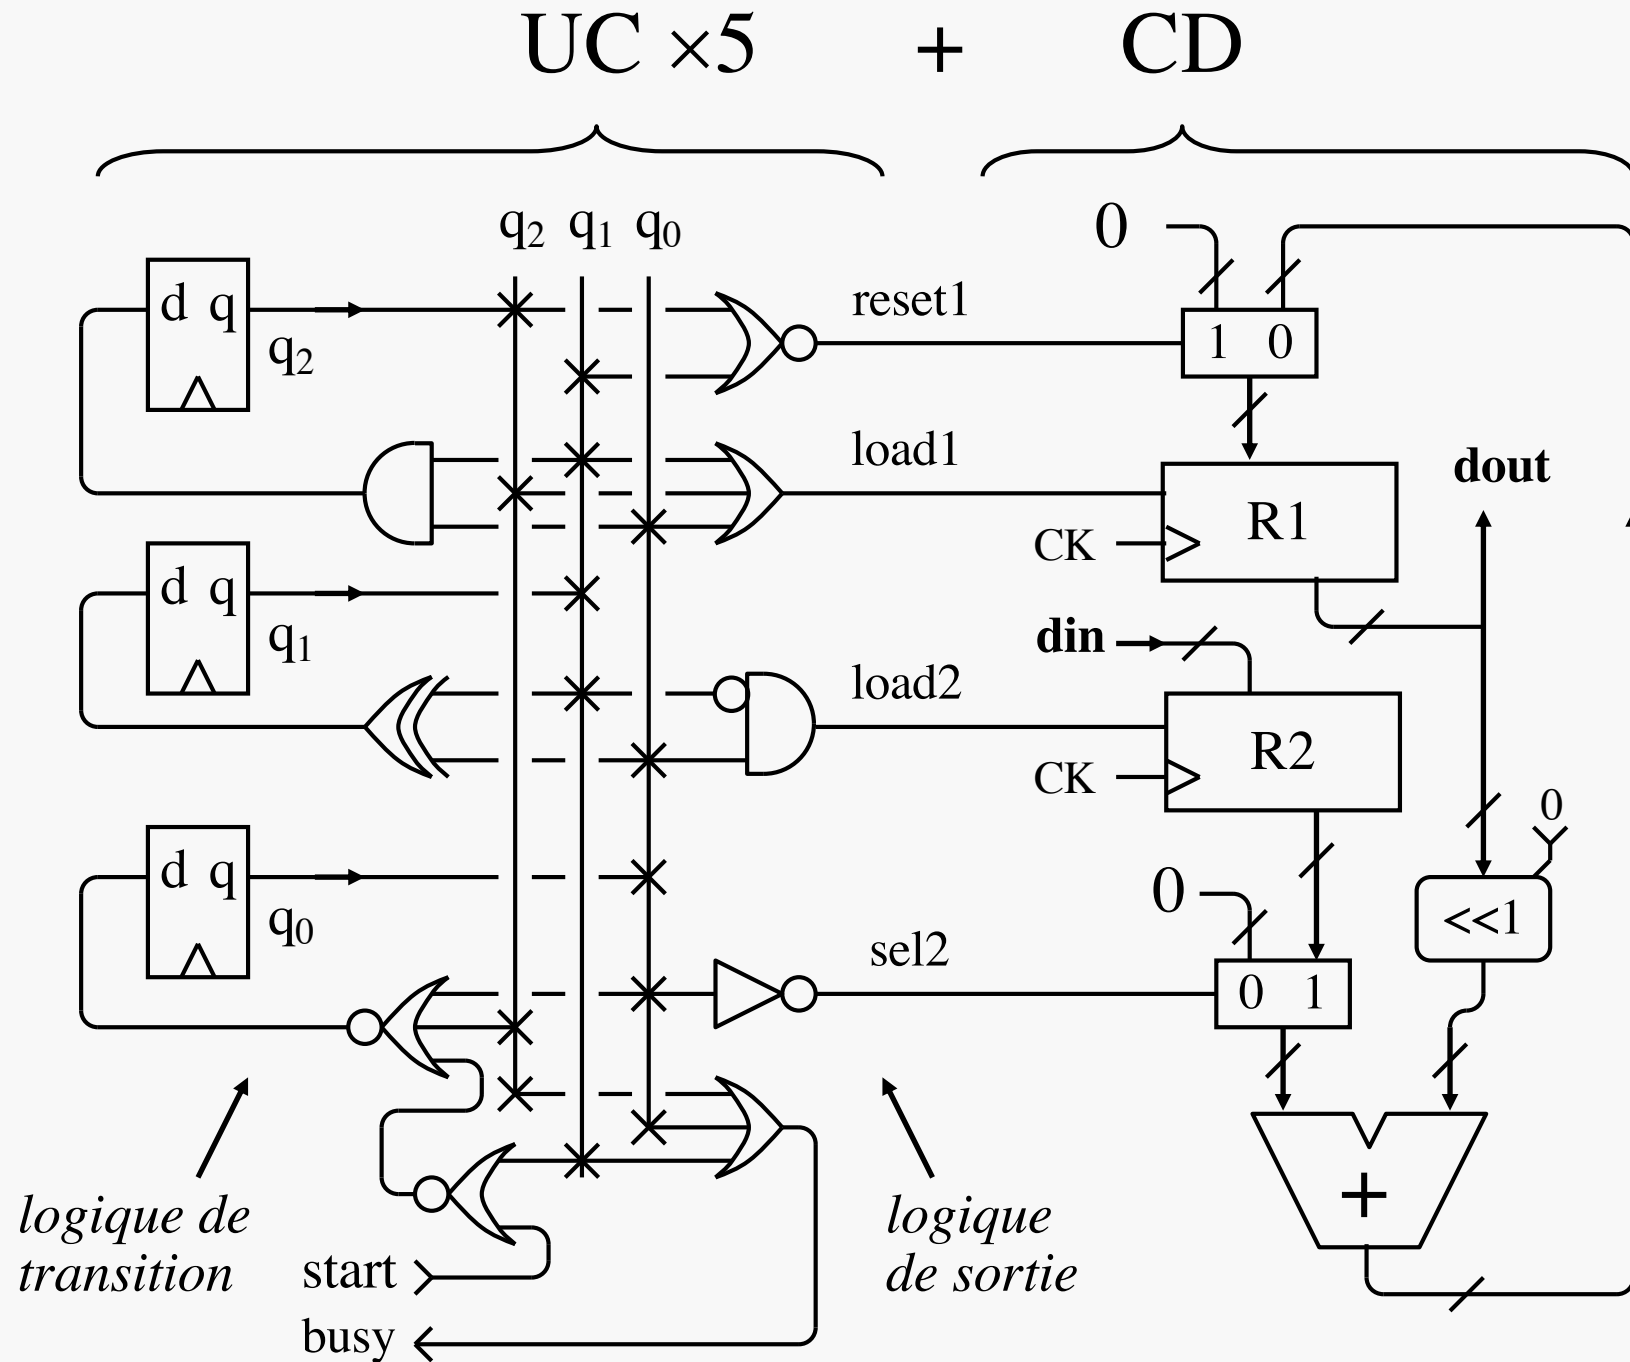 UC ×5 + CD
q2 q1 q0
0
d q
q2
reset1
1 0
load1
dout
R1
CK
d q
q1
din
load2
R2
CK
0
d q
q0
0
<<1
sel2
0 1
+
logique de
transition
logique
de sortie
start
busy